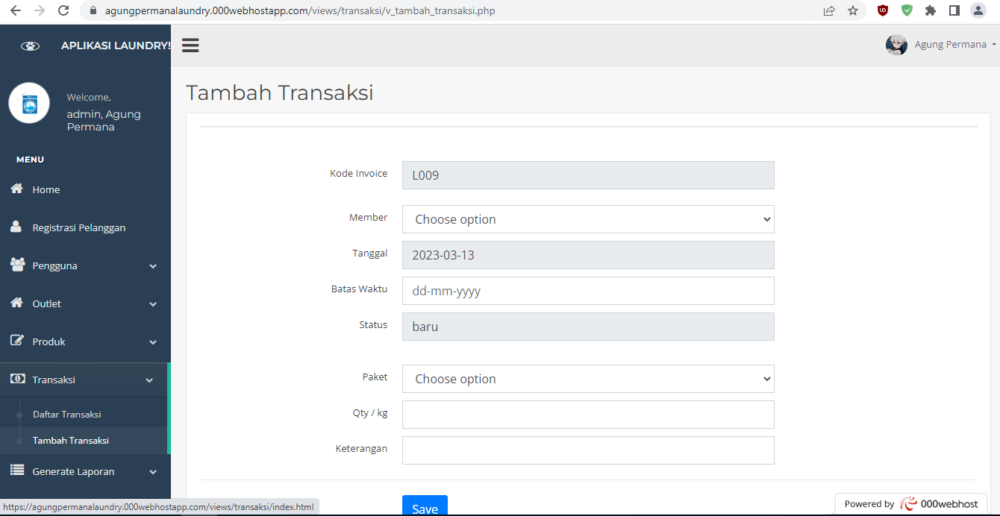 agungpermanalaundry.000webhostapp.com/views/transaksi/v_tambah_transaksi.php
APLIKASI LAUNDRY!
Agung Permana
Welcome,
admin, Agung
Permana
MENU
Home
Registrasi Pelanggan
Pengguna
Outlet
Produk
Transaksi
Daftar Transaksi
Tambah Transaksi
Generate Laporan
Tambah Transaksi
Kode Invoice L009
Member Choose option
Tanggal 2023-03-13
Batas Waktu dd-mm-yyyy
Status baru
Paket Choose option
Qty / kg
Keterangan
Save
Powered by 000webhost
https://agungpermanalaundry.000webhostapp.com/views/transaksi/index.html